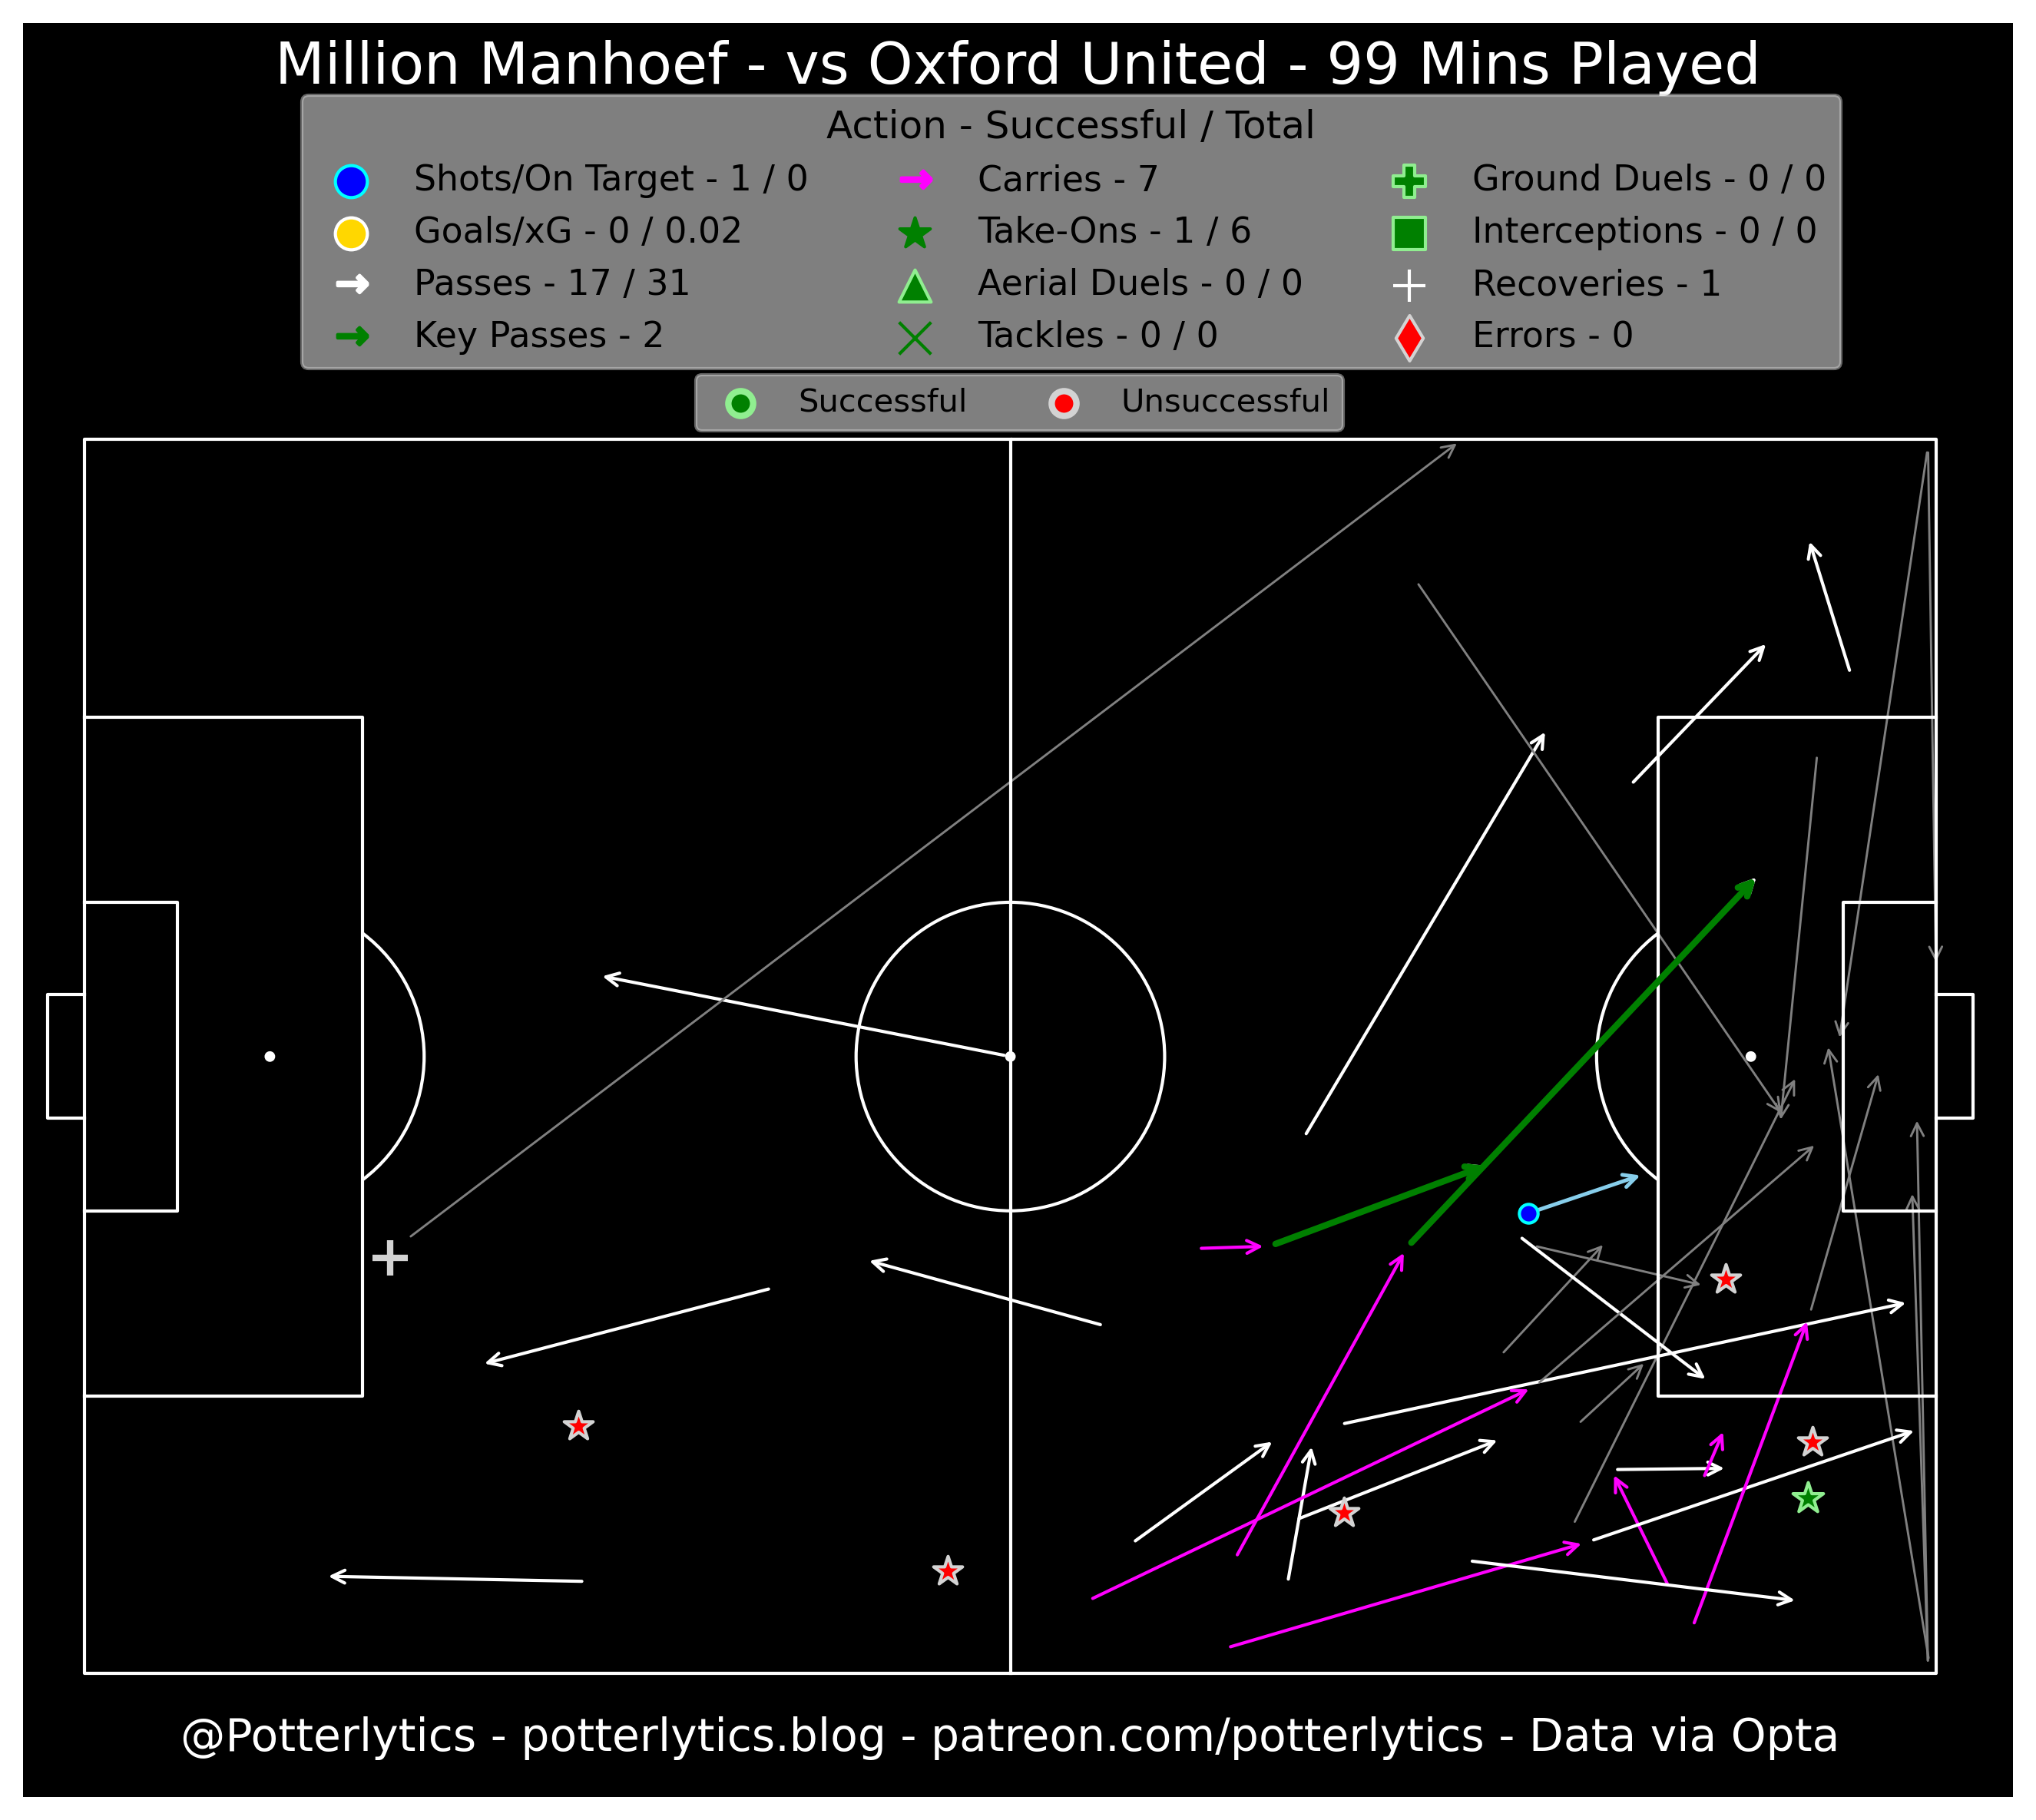 Million Manhoef - vs Oxford United - 99 Mins Played
Action - Successful / Total
Shots/On Target - 1 / 0
Goals/xG - 0 / 0.02
Passes - 17 / 31
Key Passes - 2
Carries - 7
Take-Ons - 1 / 6
Aerial Duels - 0 / 0
Tackles - 0 / 0
Ground Duels - 0 / 0
Interceptions - 0 / 0
Recoveries - 1
Errors - 0
Successful
Unsuccessful
@Potterlytics - potterlytics.blog - patreon.com/potterlytics - Data via Opta